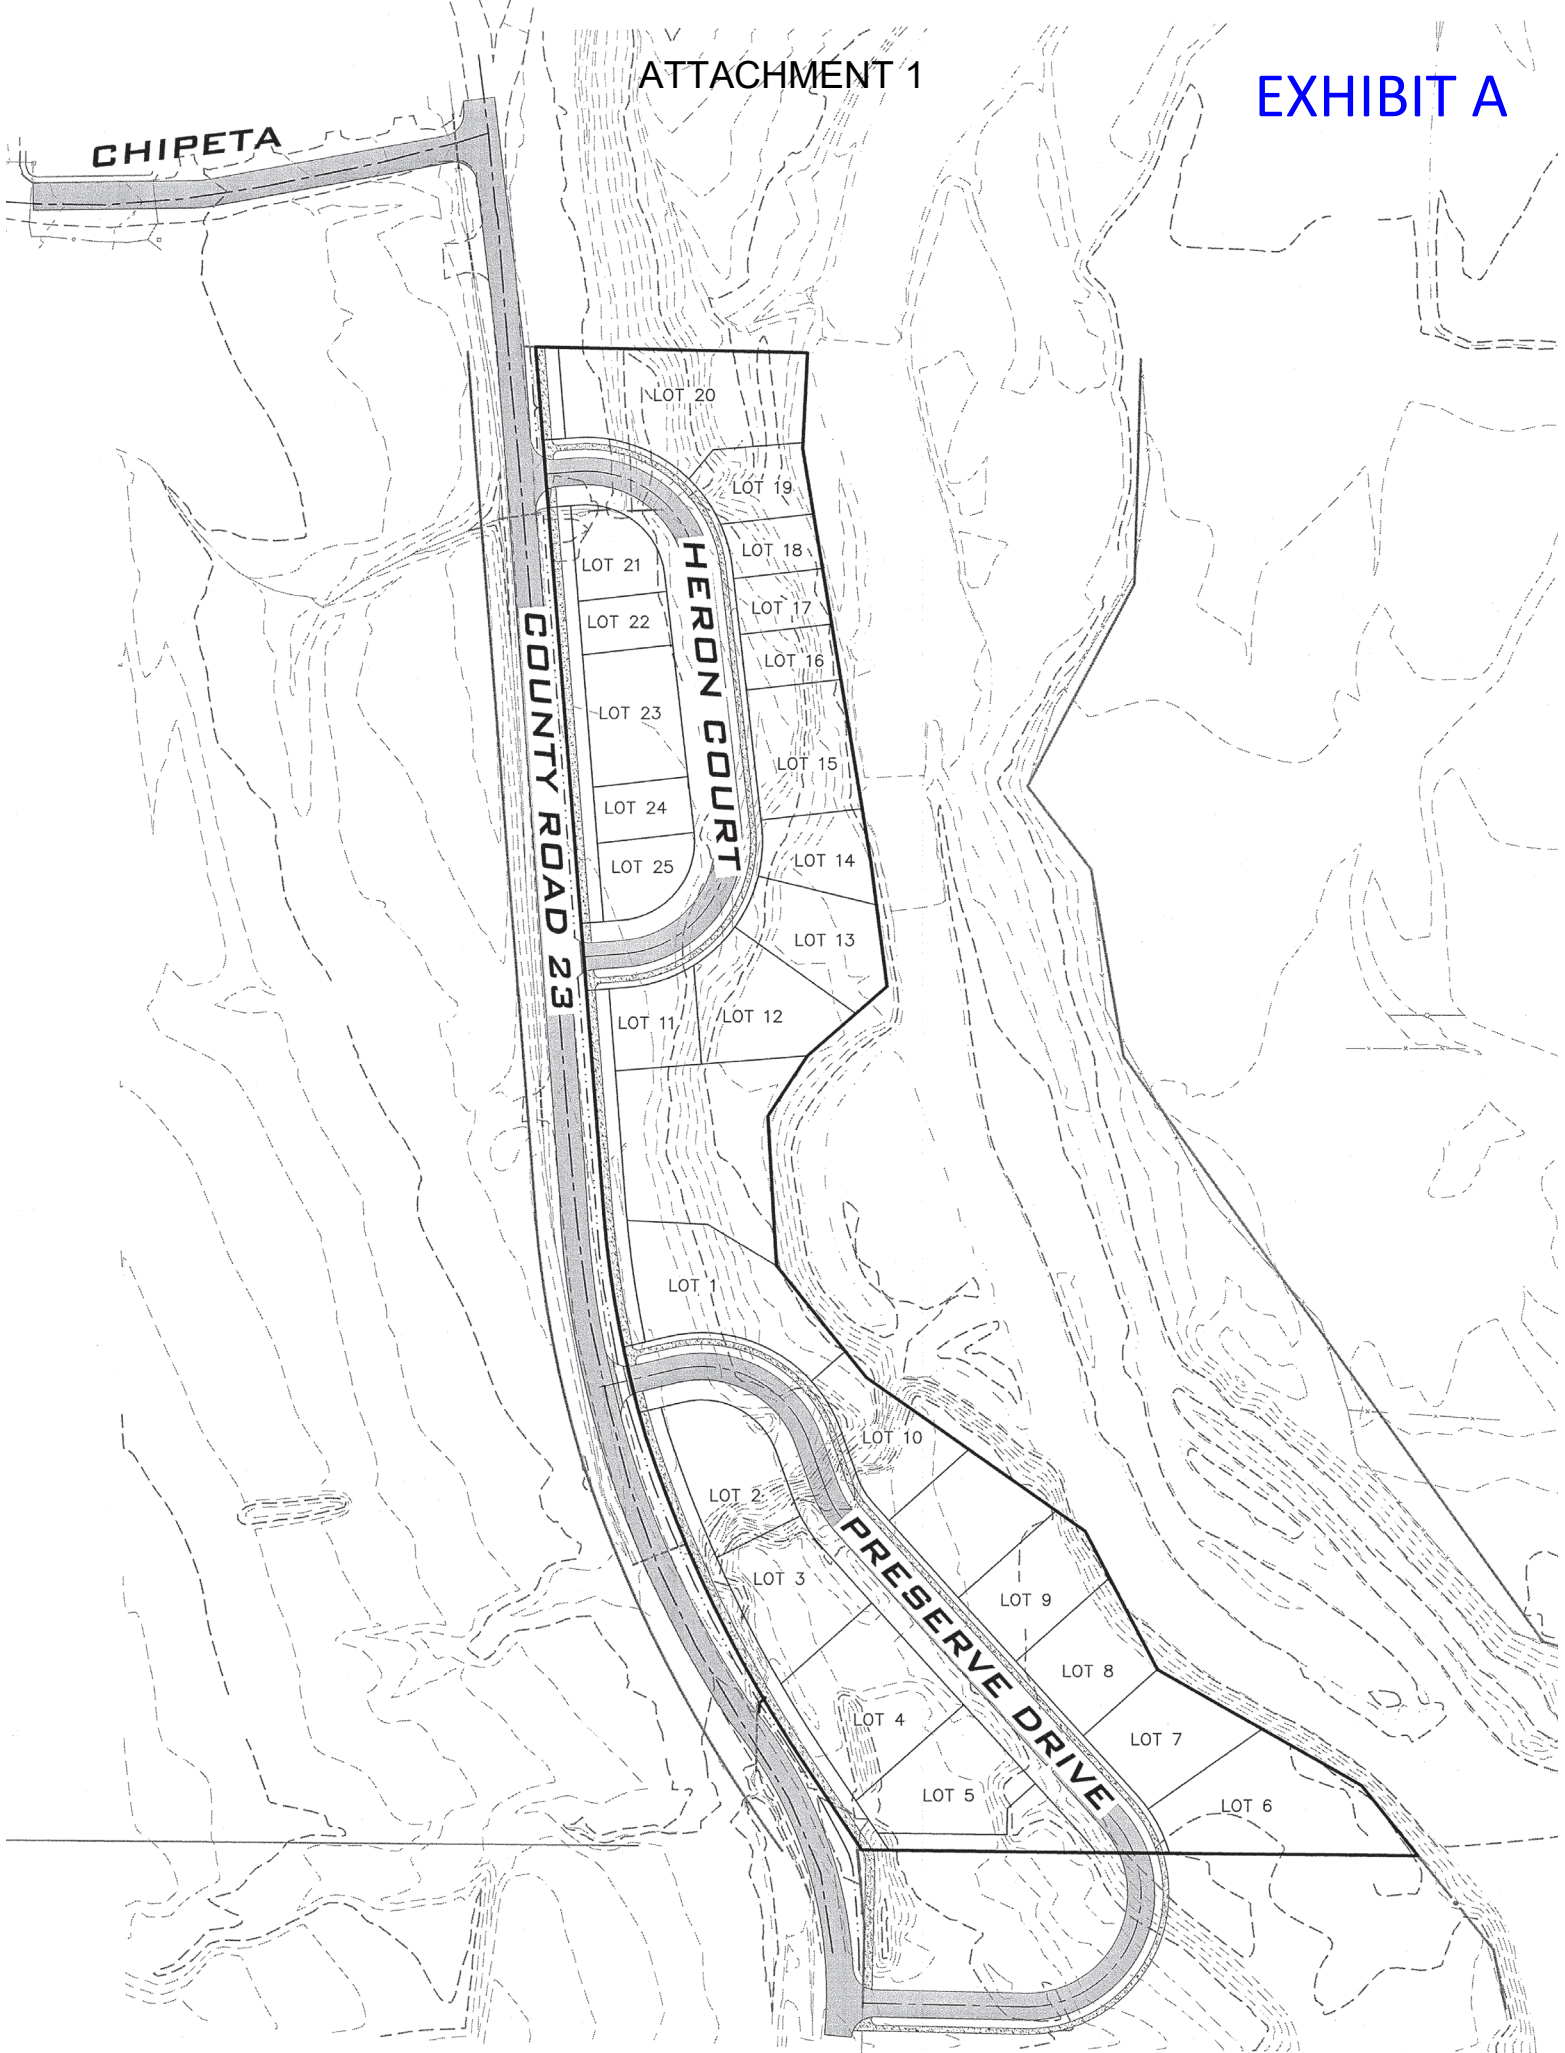 ATTACHMENT 1
EXHIBIT A
CHIPETA
LOT 20
LOT 19
LOT 18
LOT 21
LOT 17
LOT 22
LOT 16
HERON COURT
LOT 23
LOT 15
COUNTY ROAD 23
LOT 24
LOT 14
LOT 25
LOT 13
LOT 12
LOT 11
LOT 1
LOT 10
LOT 2
LOT 3
LOT 9
PRESERVE DRIVE
LOT 8
LOT 4
LOT 7
LOT 5
LOT 6